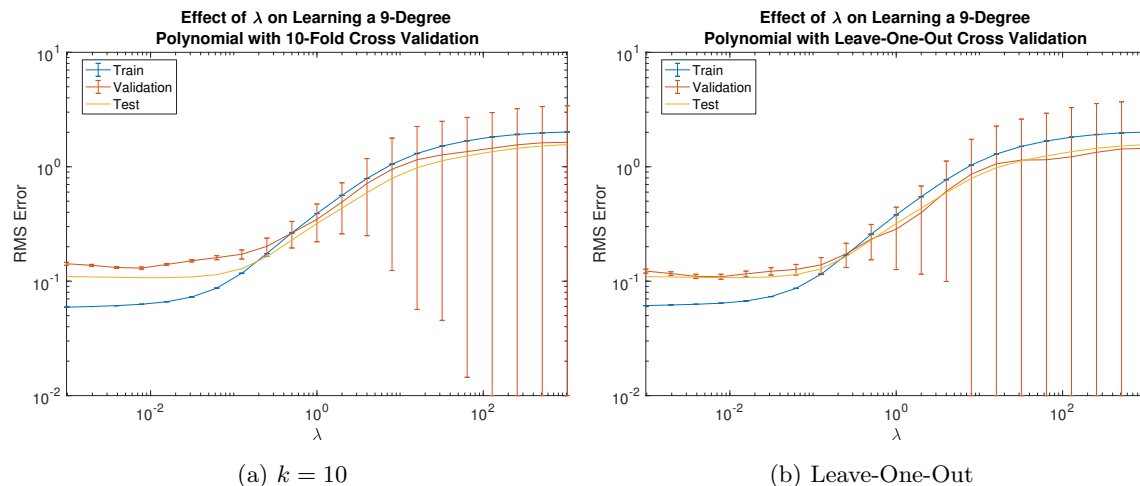 Effect of λ on Learning a 9-Degree
Polynomial with 10-Fold Cross Validation
Train
Validation
Test
10^1
10^0
10^-1
10^-2
RMS Error
10^-2
10^0
10^2
λ
(a) k = 10
Effect of λ on Learning a 9-Degree
Polynomial with Leave-One-Out Cross Validation
Train
Validation
Test
10^1
10^0
10^-1
10^-2
RMS Error
10^-2
10^0
10^2
λ
(b) Leave-One-Out